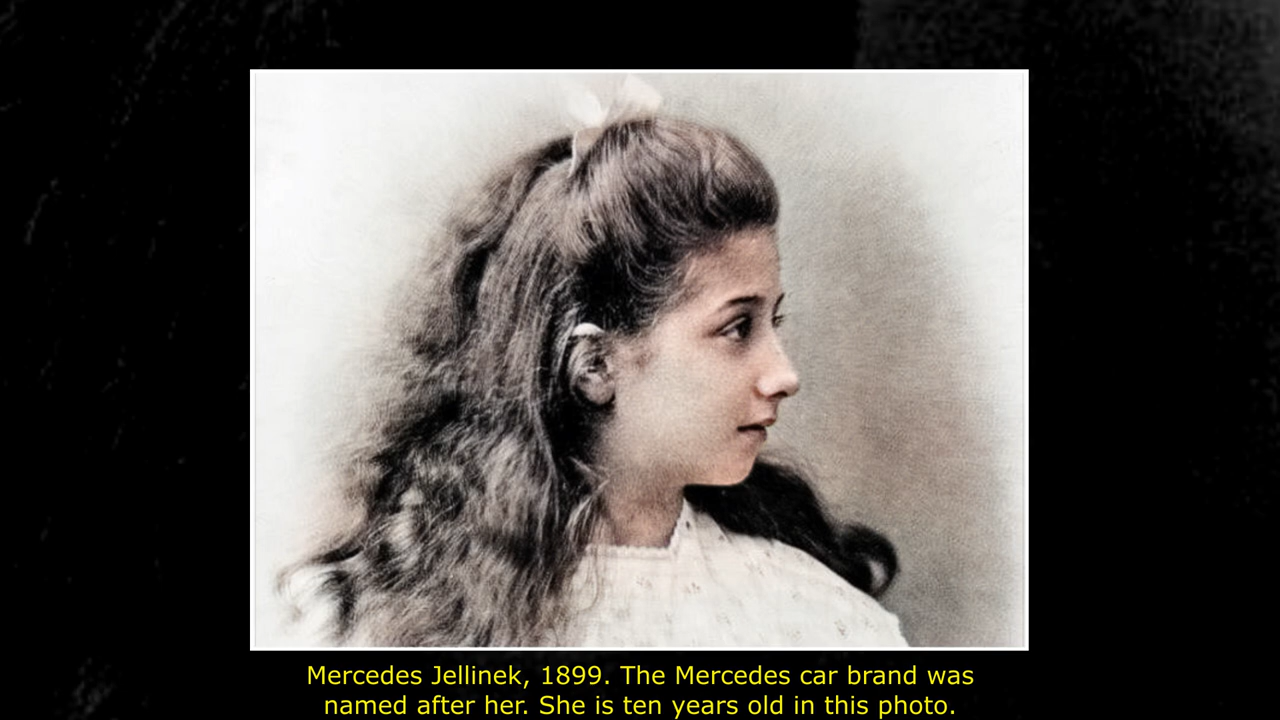 Mercedes Jellinek, 1899. The Mercedes car brand was
named after her. She is ten years old in this photo.